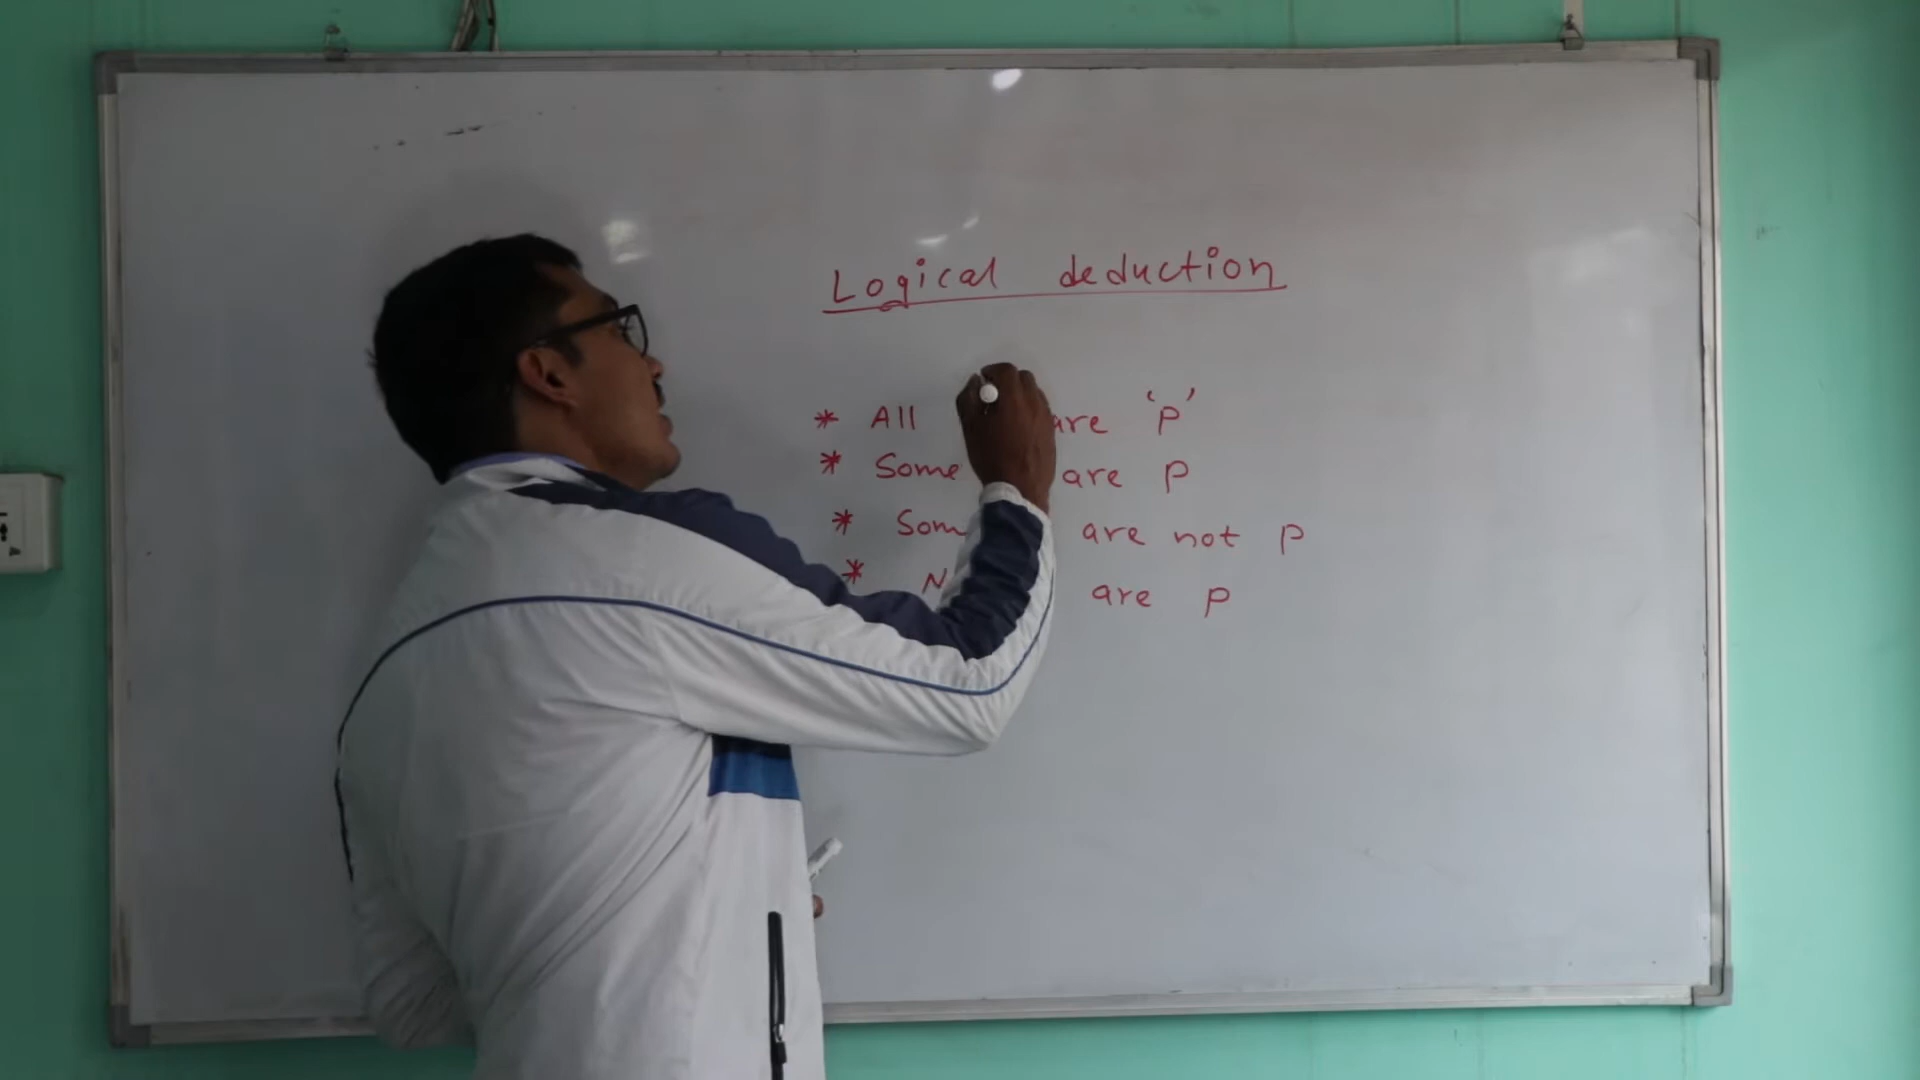 Logical deduction
* All are 'P'
* Some are P
* Som are not P
* N are P